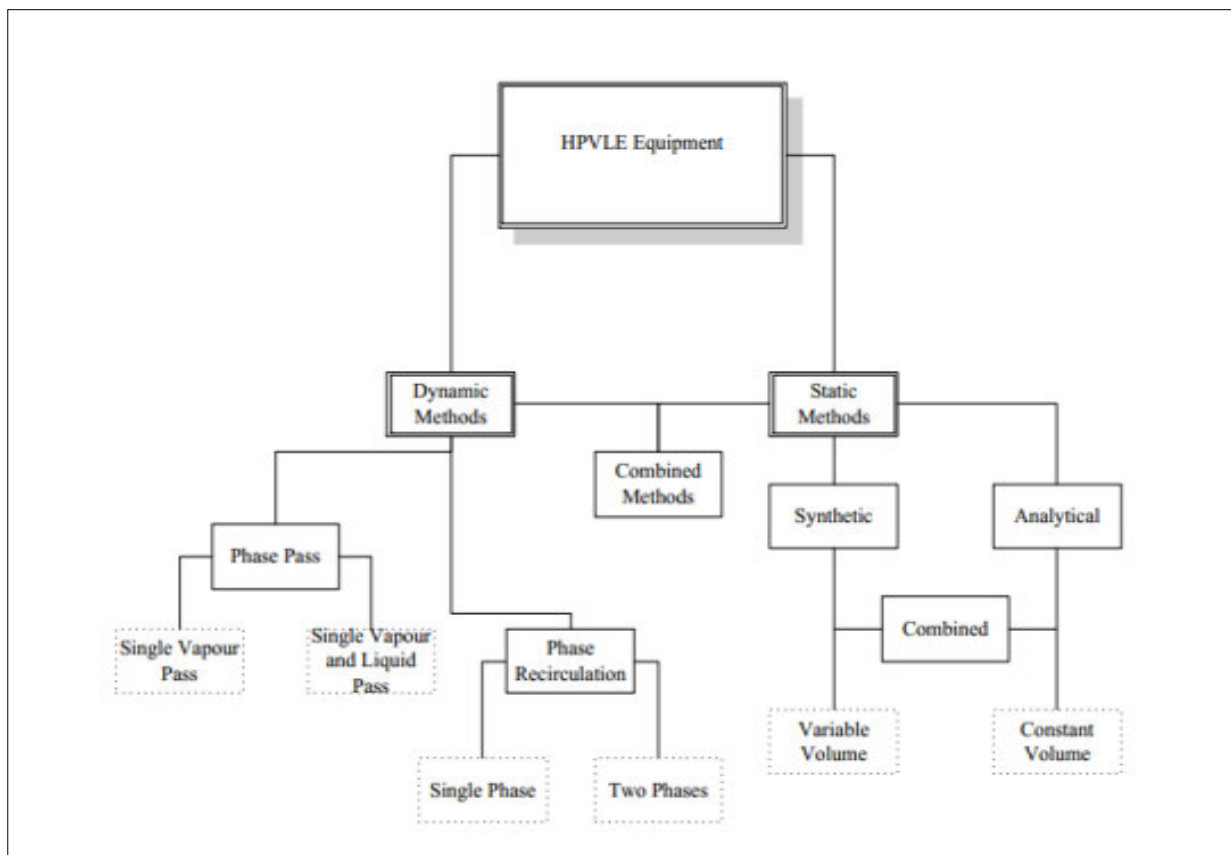 HPVLE Equipment
Dynamic
Methods
Static
Methods
Combined
Methods
Synthetic
Analytical
Phase Pass
Combined
Single Vapour
Pass
Single Vapour
and Liquid
Pass
Phase
Recirculation
Variable
Volume
Constant
Volume
Single Phase
Two Phases